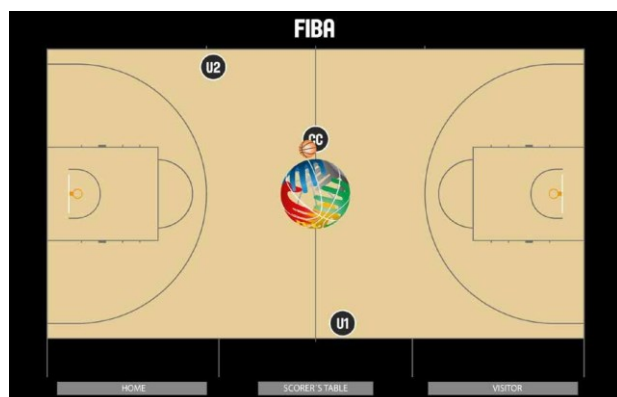 FIBA
U2
CC
U1
HOME
SCORER'S TABLE
VISITOR